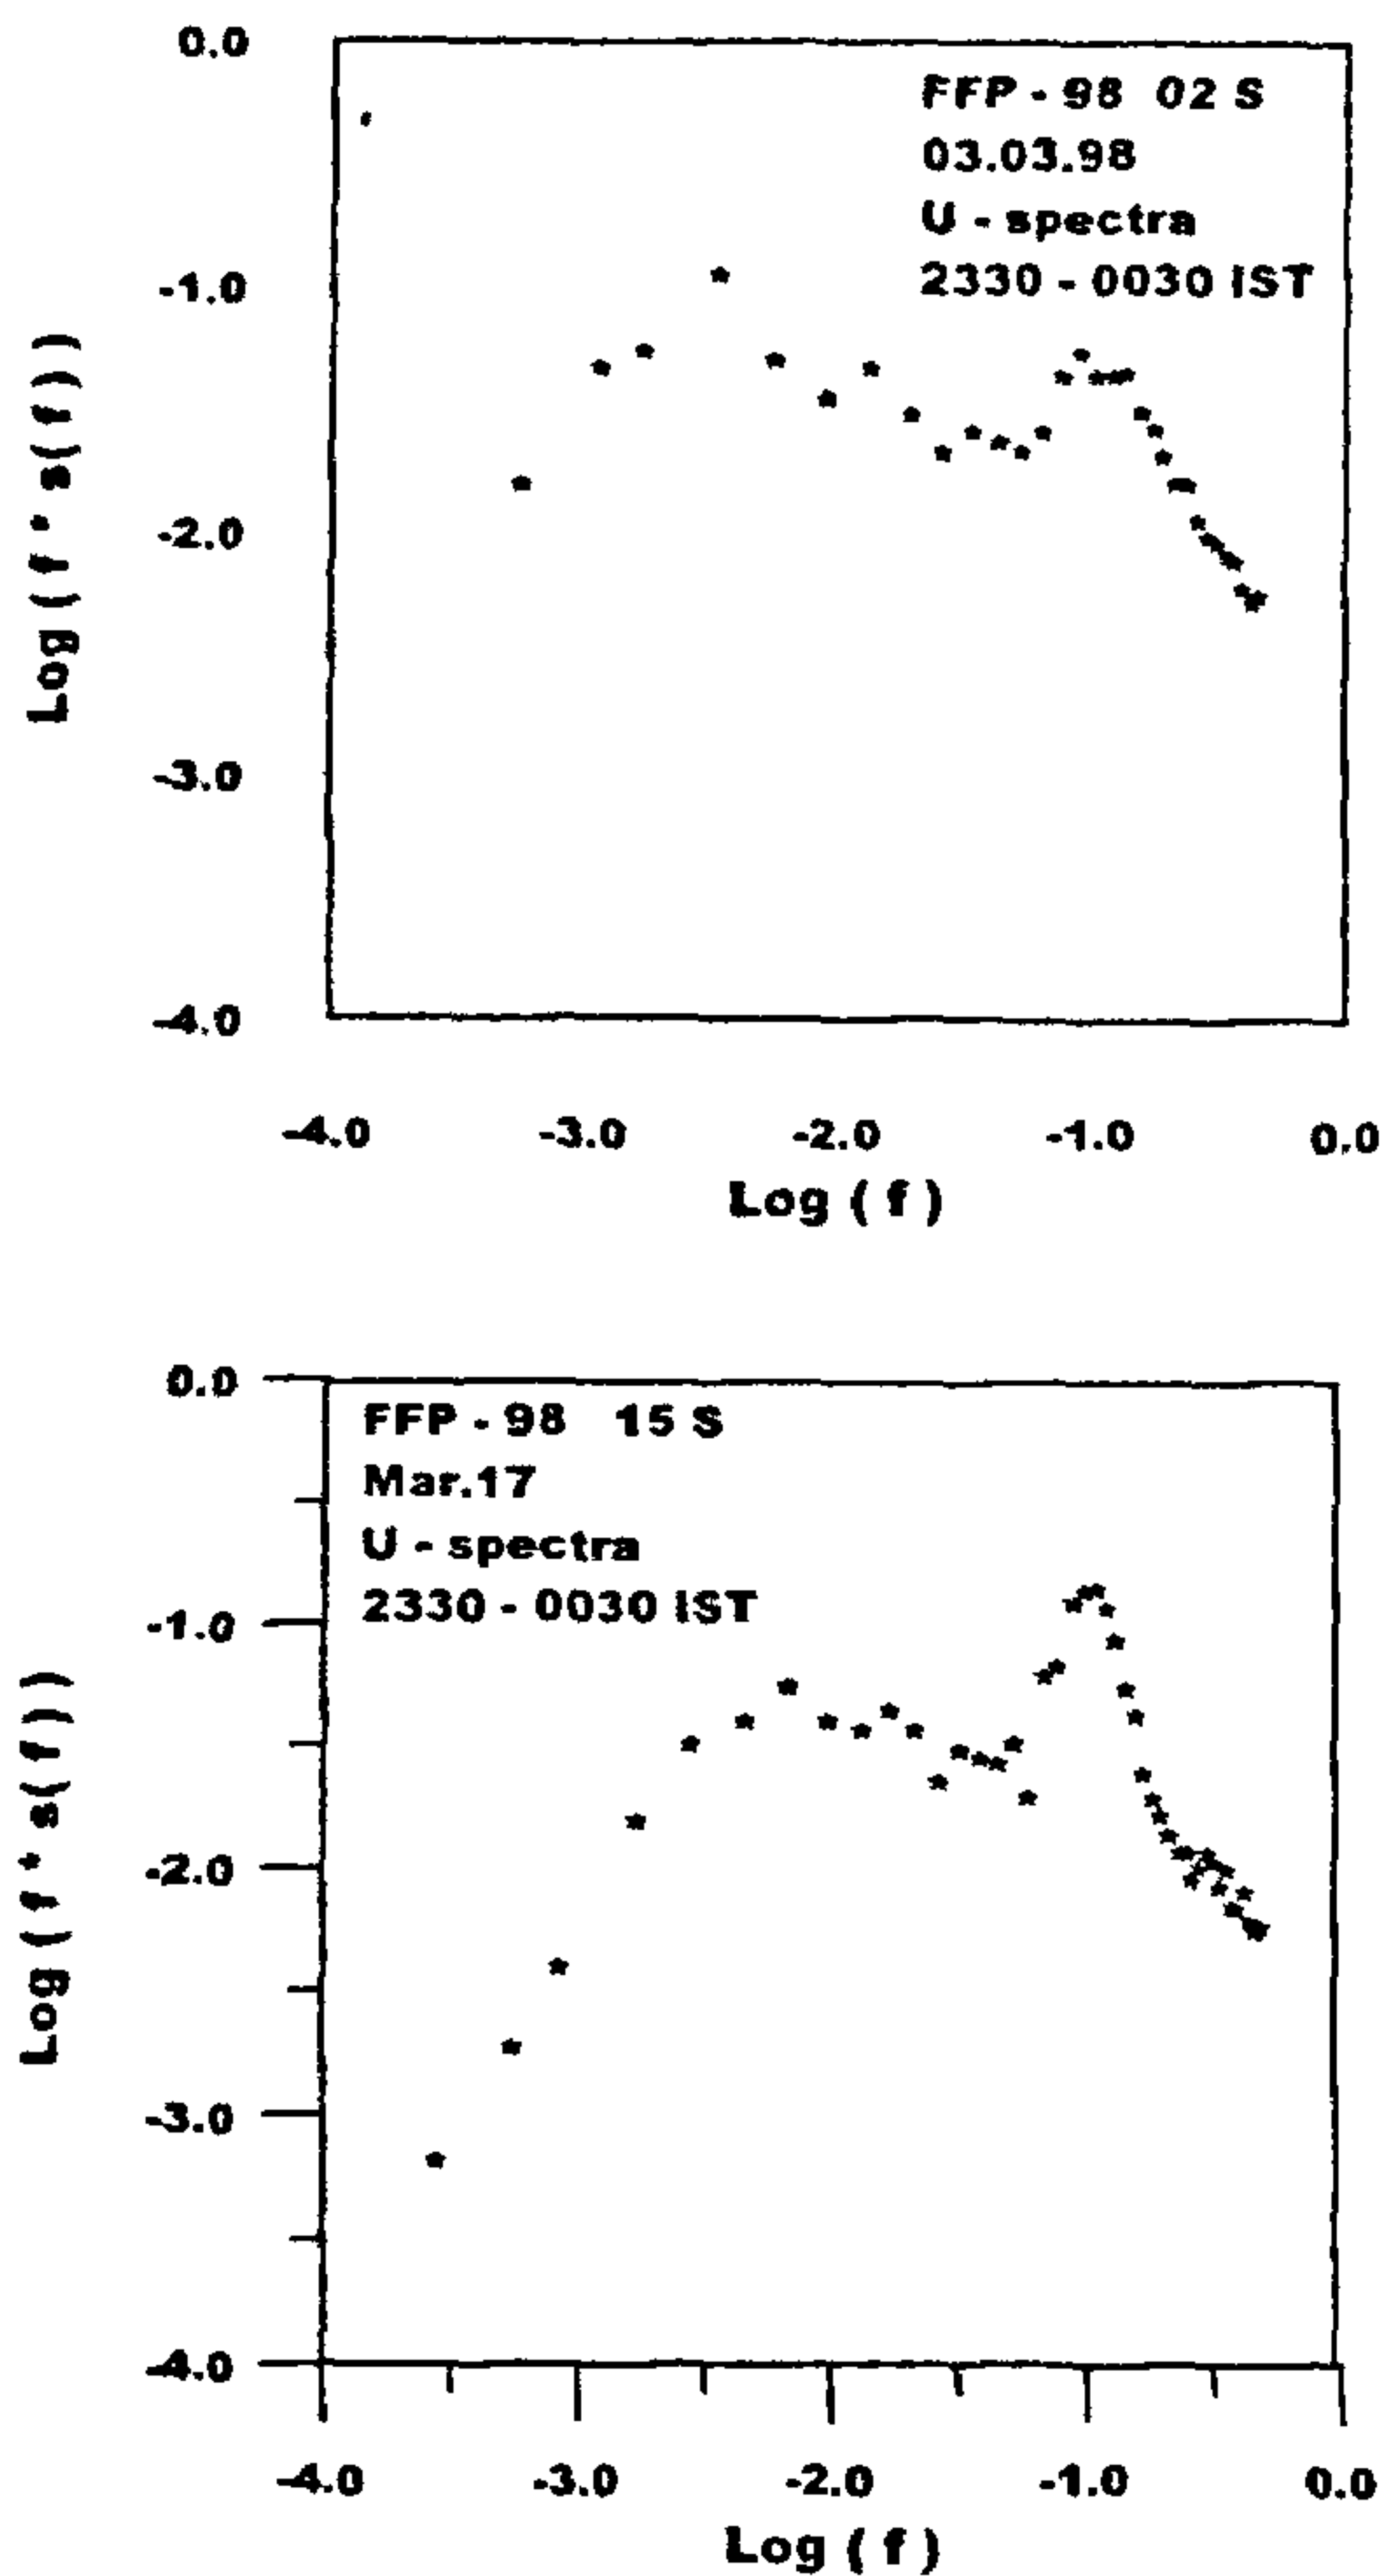 0.0
FFP - 98 02 S
03.03.98
U - spectra
2330 - 0030 IST
-1.0
-2.0
-3.0
-4.0
Log ( f * s( f ) )
-4.0 -3.0 -2.0 -1.0 0.0
Log ( f )
0.0
FFP - 98 15 S
Mar.17
U - spectra
2330 - 0030 IST
-1.0
-2.0
-3.0
-4.0
Log ( f * s( f ) )
-4.0 -3.0 -2.0 -1.0 0.0
Log ( f )